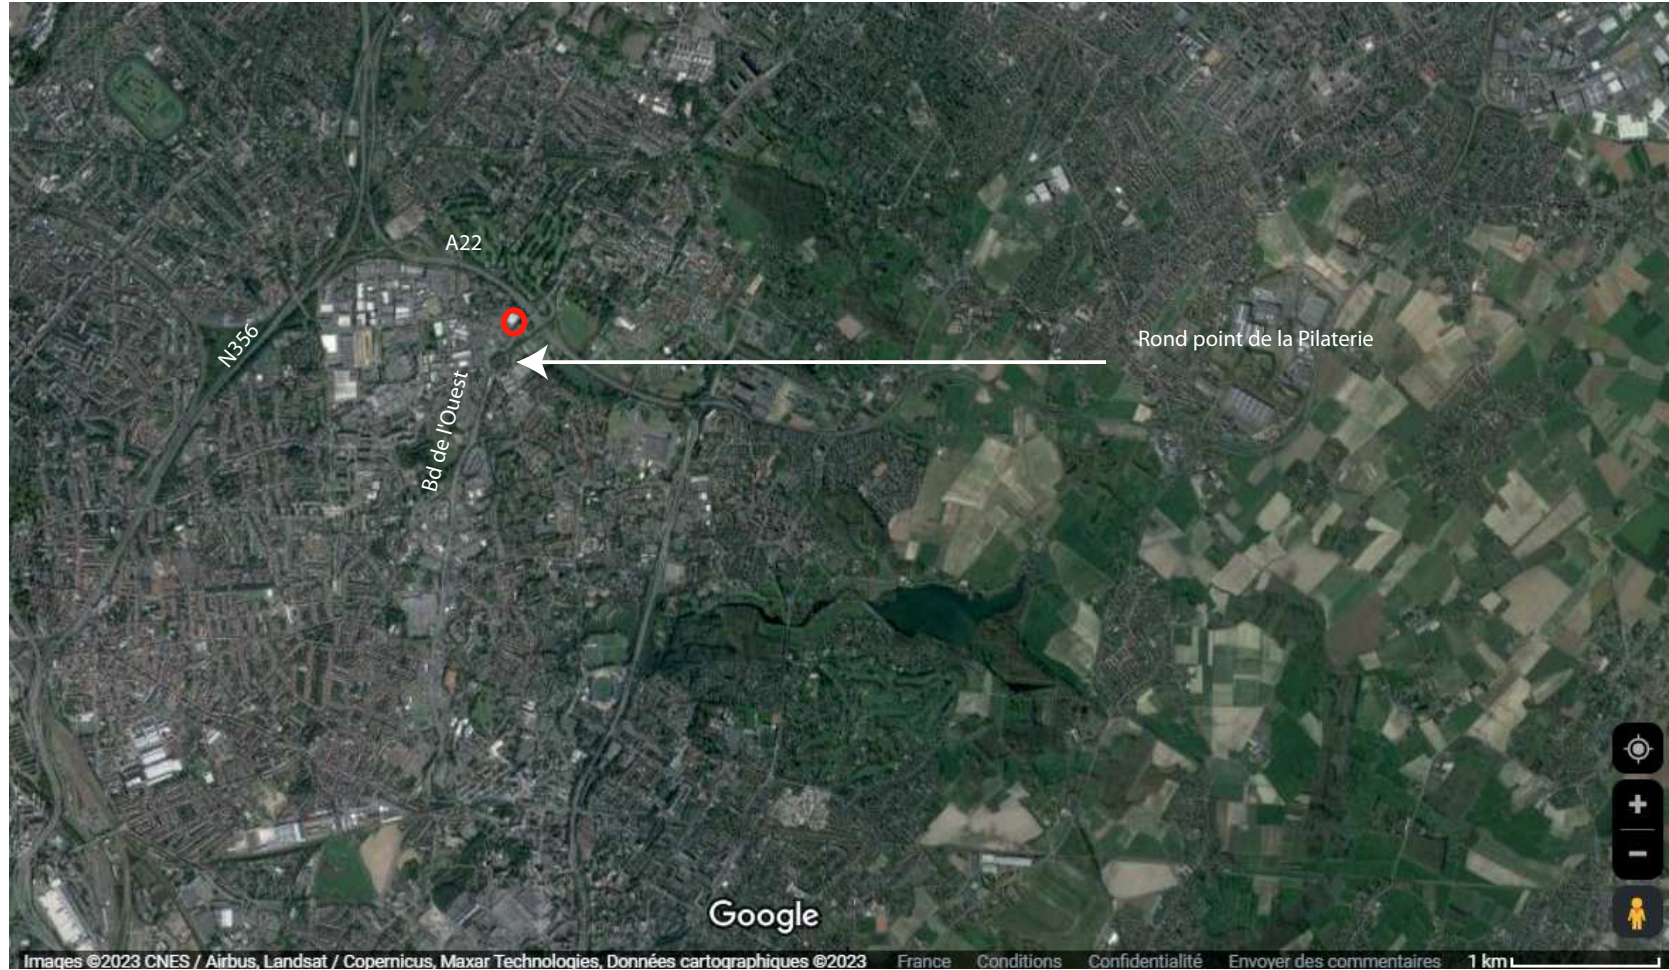 A22
N356
Rond point de la Pilaterie
Bd de l'Ouest
Google
Images ©2023 CNES / Airbus, Landsat / Copernicus, Maxar Technologies, Données cartographiques ©2023 France Conditions Confidentialité Envoyer des commentaires 1 km